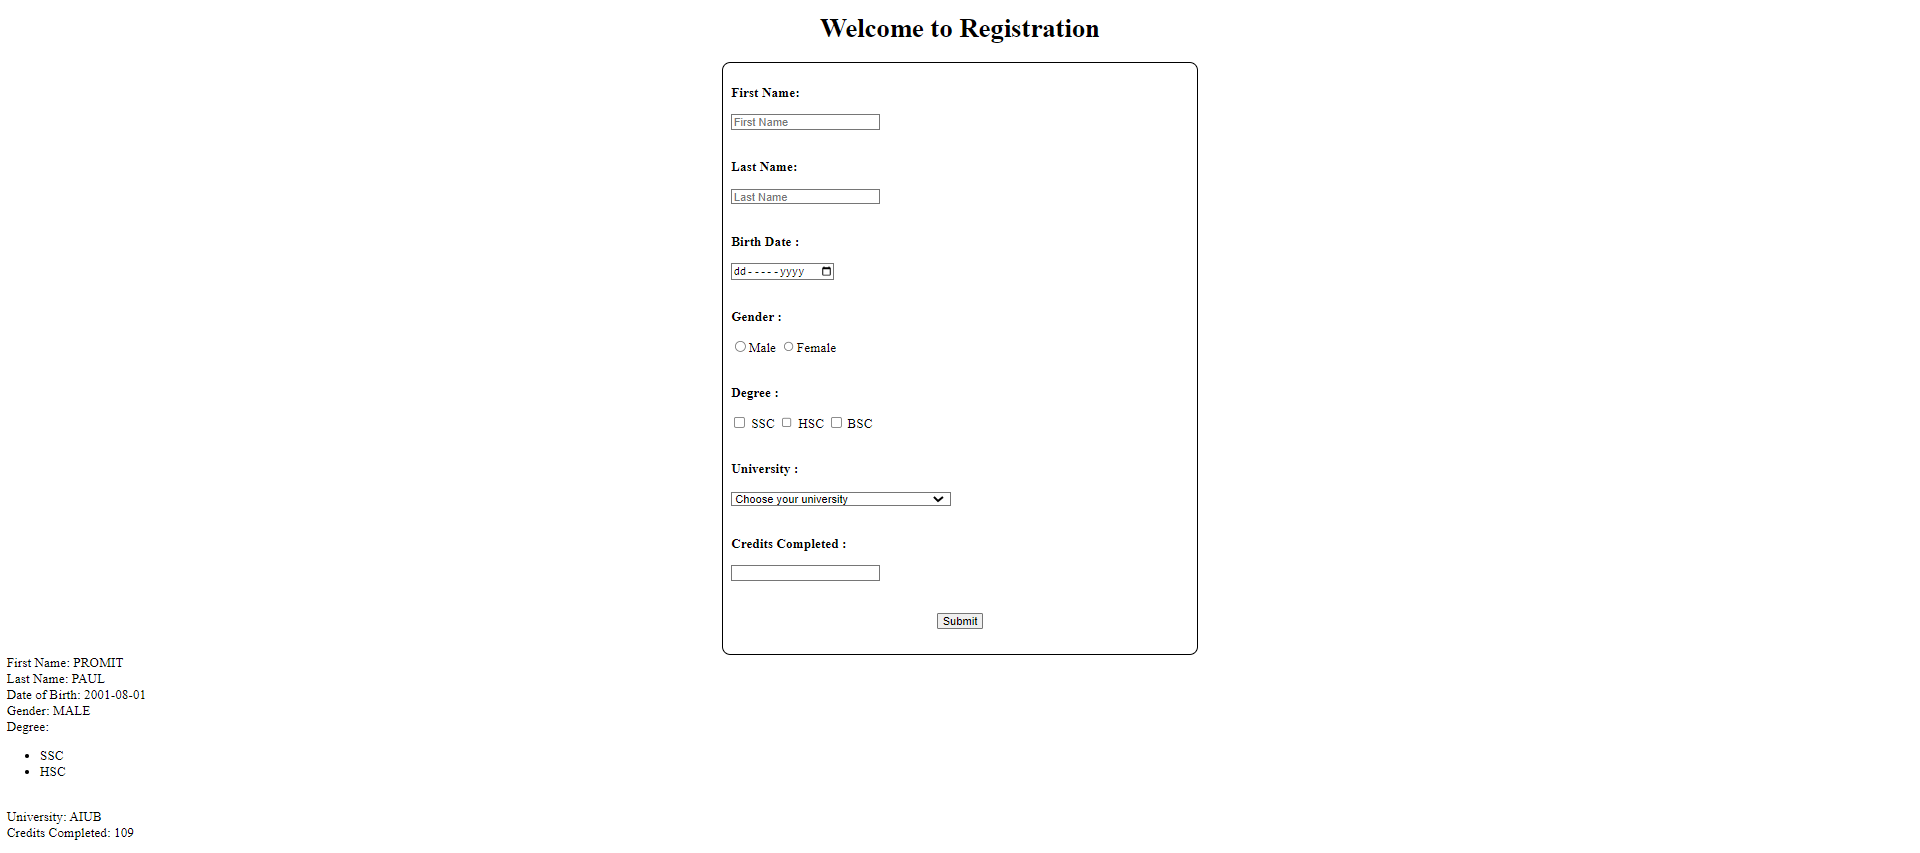 Welcome to Registration
First Name:
First Name
Last Name:
Last Name
Birth Date :
dd-----yyyy
Gender :
Male Female
Degree :
SSC HSC BSC
University :
Choose your university
Credits Completed :
Submit
First Name: PROMIT
Last Name: PAUL
Date of Birth: 2001-08-01
Gender: MALE
Degree:
SSC
HSC
University: AIUB
Credits Completed: 109